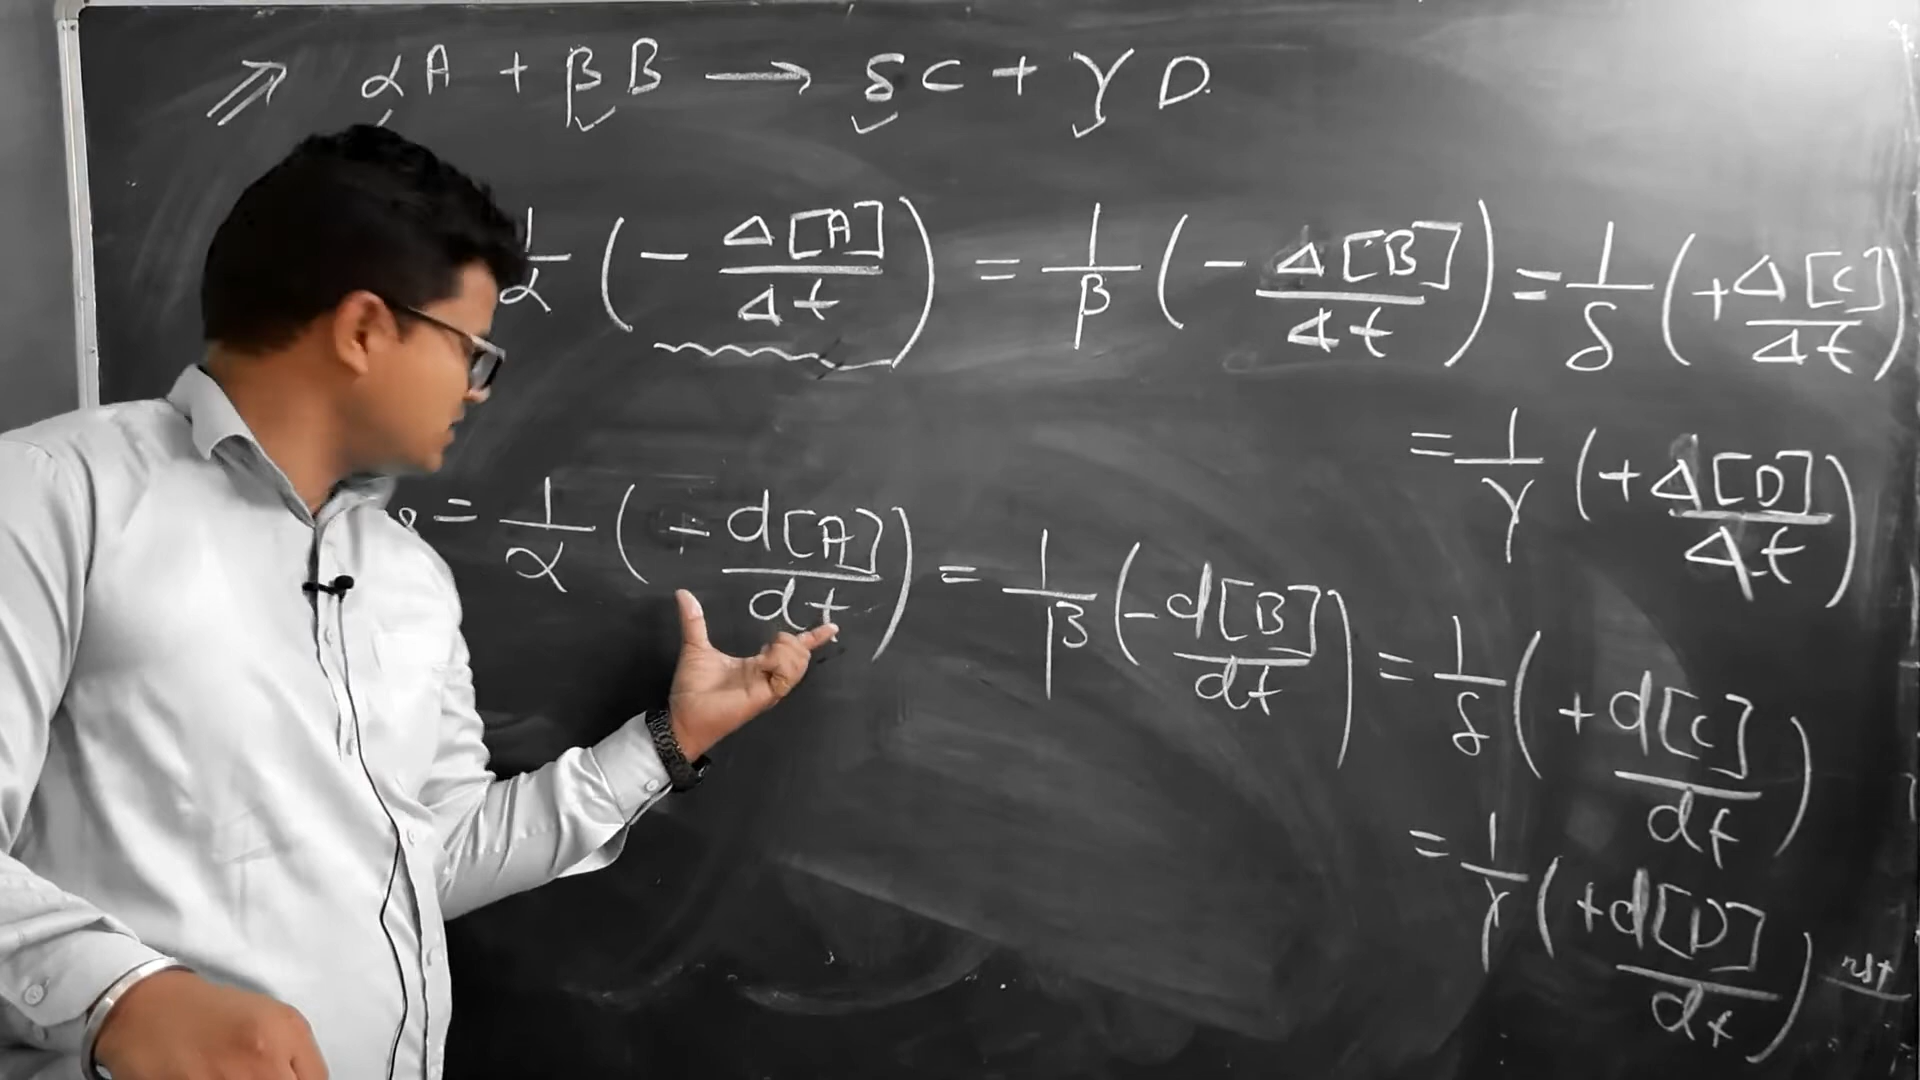 ⇒ αA + βB → δC + γD.
1/α (- Δ[A]/Δt) = 1/β (- Δ[B]/Δt) = 1/δ (+ Δ[C]/Δt)
= 1/γ (+ Δ[D]/Δt)
= 1/α (- d[A]/dt) = 1/β (- d[B]/dt) = 1/δ (+ d[C]/dt)
= 1/γ (+ d[D]/dt)